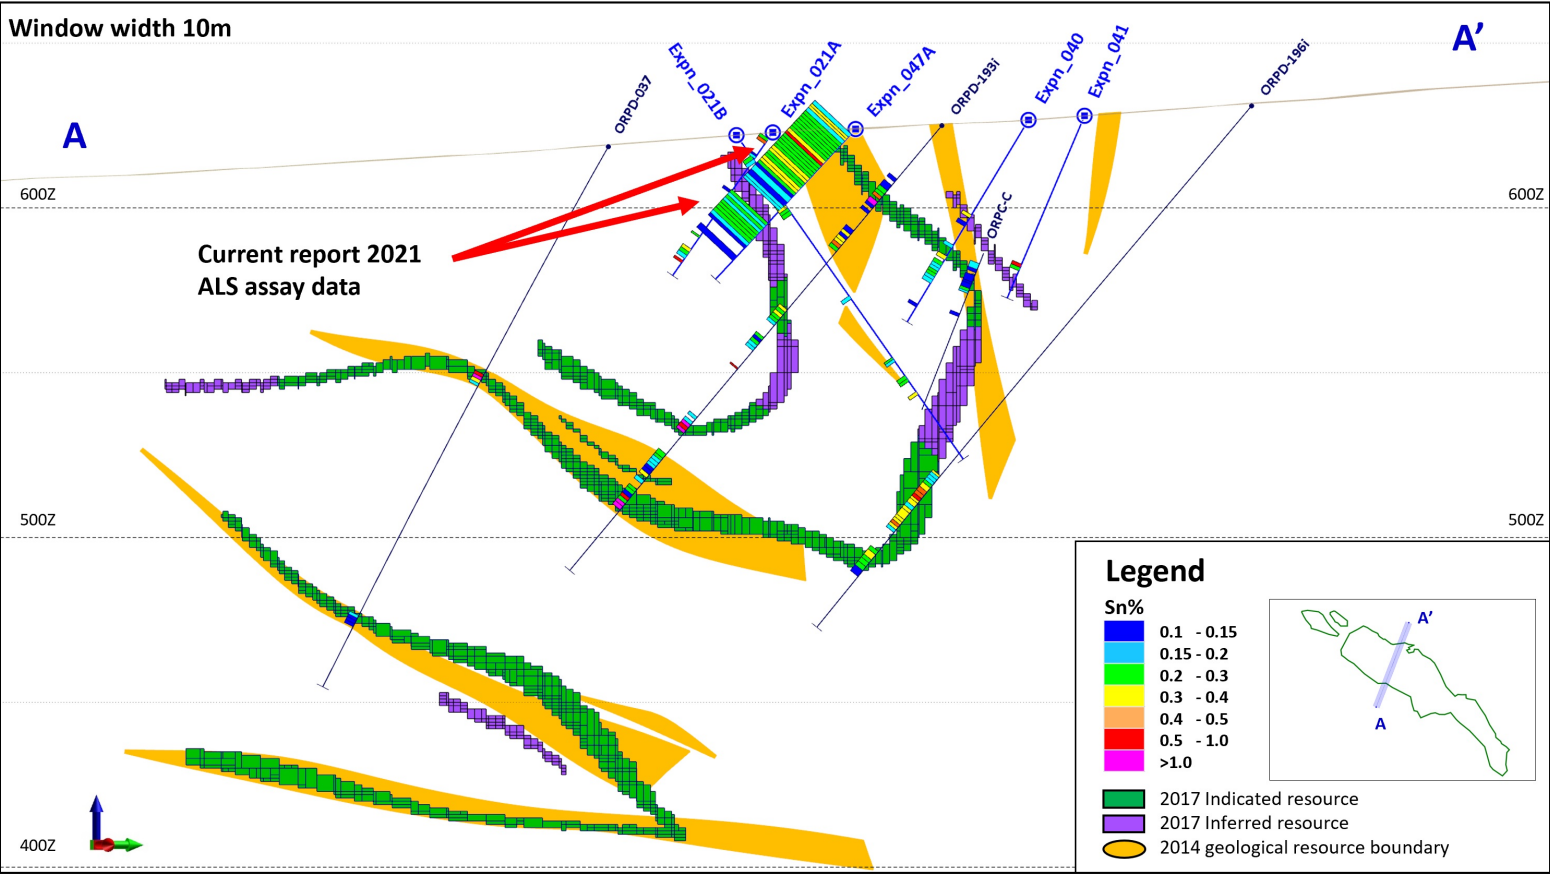 Window width 10m
A
A’
ORPD-037
Expn_021B
Expn_021A
Expn_047A
ORPD-193i
Expn_040
Expn_041
ORPD-196i
600Z
600Z
ORPC-C
Current report 2021
ALS assay data
500Z
500Z
400Z
Legend
Sn%
0.1 - 0.15
0.15 - 0.2
0.2 - 0.3
0.3 - 0.4
0.4 - 0.5
0.5 - 1.0
>1.0
A’
A
2017 Indicated resource
2017 Inferred resource
2014 geological resource boundary